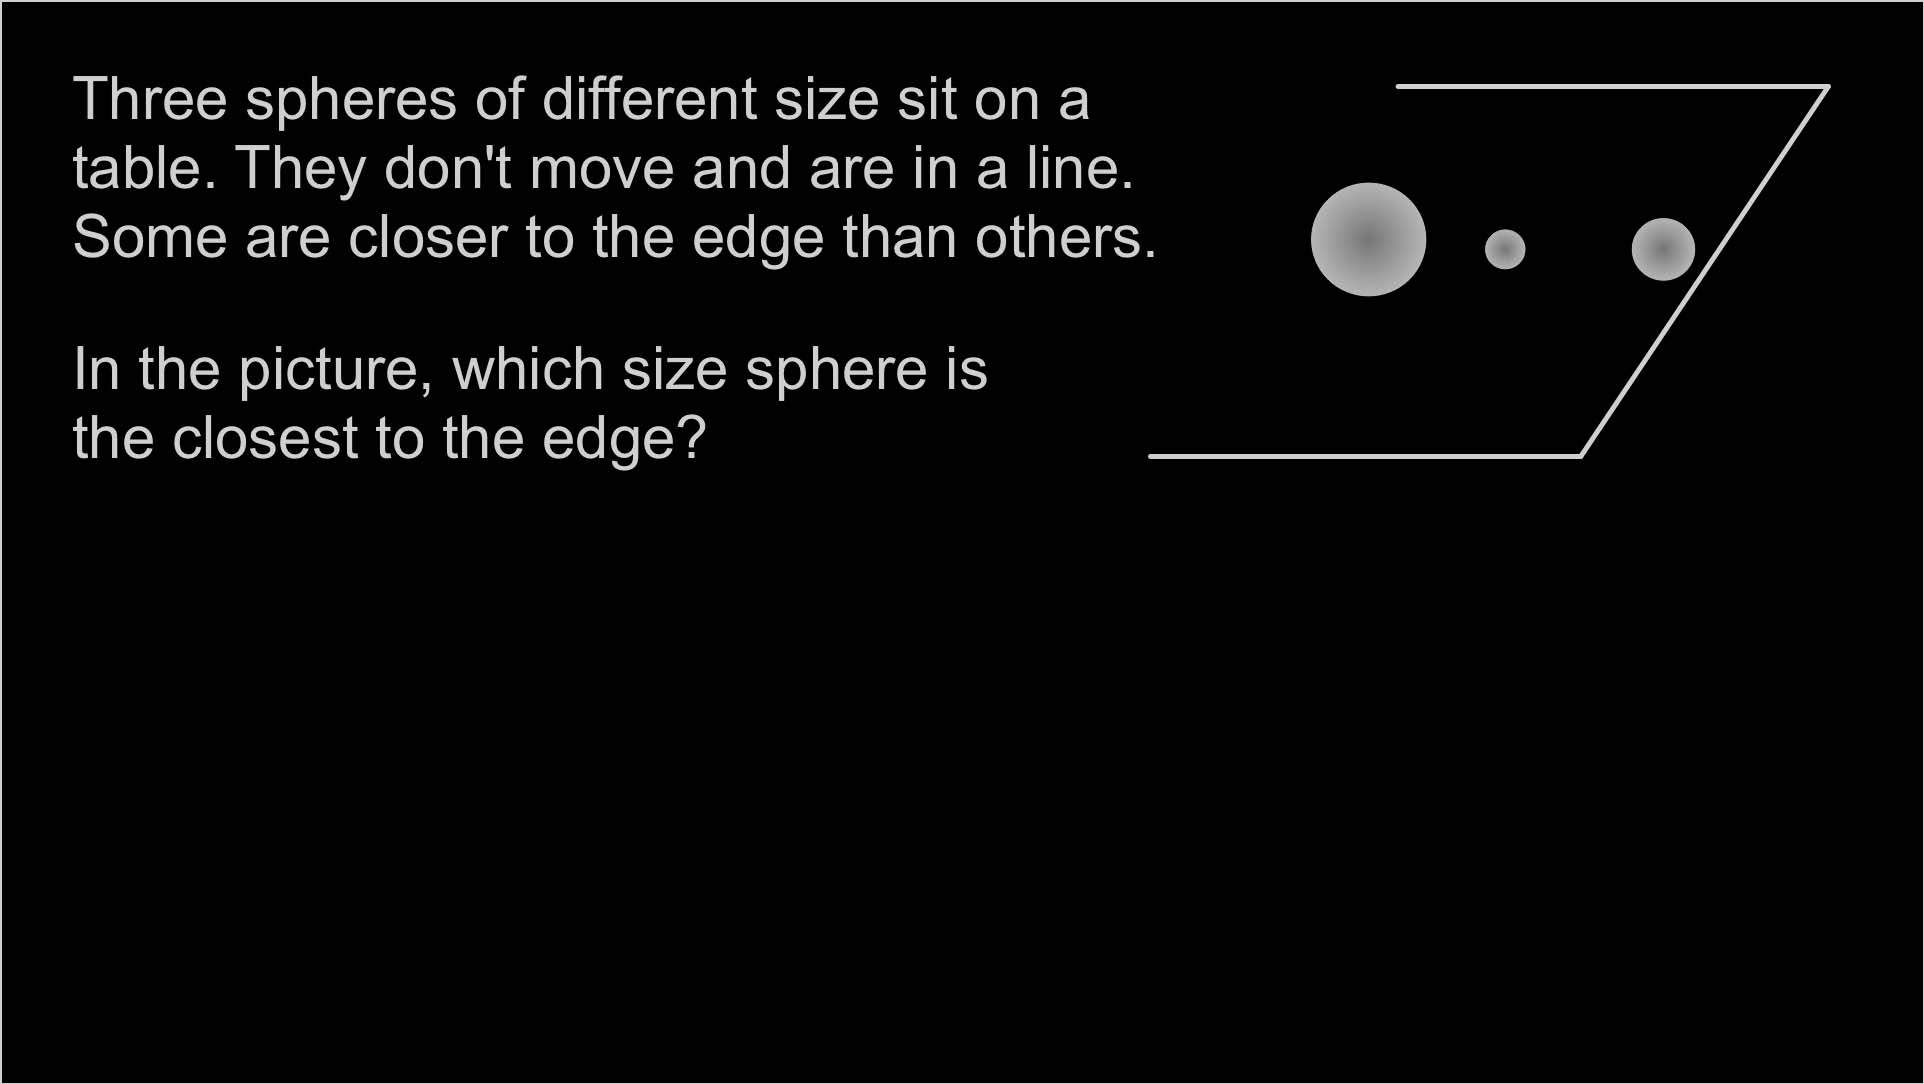 Three spheres of different size sit on a
table. They don't move and are in a line.
Some are closer to the edge than others.
In the picture, which size sphere is
the closest to the edge?